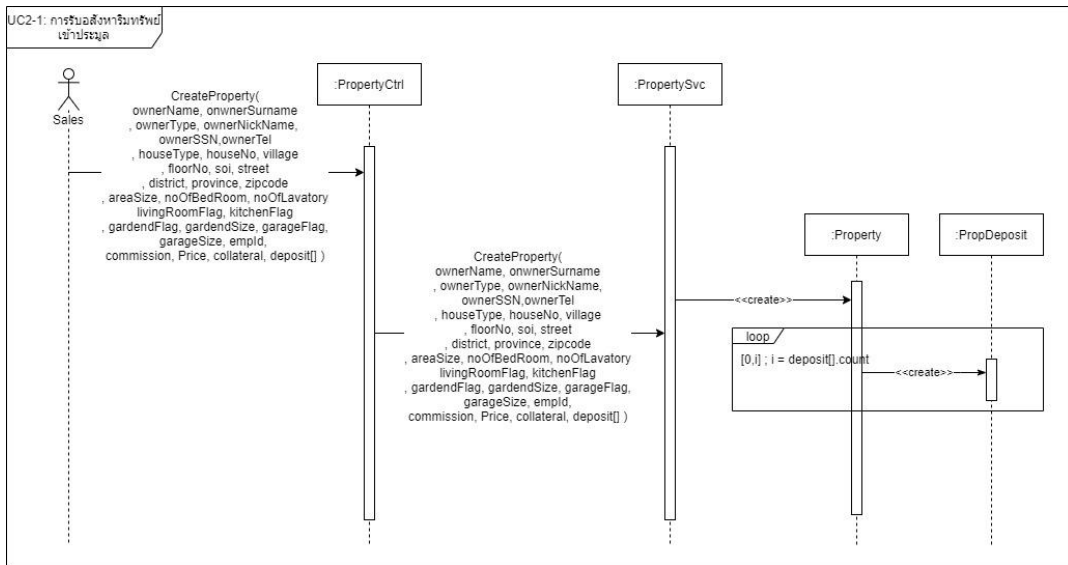 UC2-1: การรับอสังหาริมทรัพย์
เข้าประมูล
Sales
:PropertyCtrl
:PropertySvc
CreateProperty(
ownerName, onwnerSurname
, ownerType, ownerNickName,
ownerSSN,ownerTel
, houseType, houseNo, village
, floorNo, soi, street
, district, province, zipcode
, areaSize, noOfBedRoom, noOfLavatory
livingRoomFlag, kitchenFlag
, gardendFlag, gardendSize, garageFlag,
garageSize, empId,
commission, Price, collateral, deposit[] )
:Property
:PropDeposit
CreateProperty(
ownerName, onwnerSurname
, ownerType, ownerNickName,
ownerSSN,ownerTel
, houseType, houseNo, village
, floorNo, soi, street
, district, province, zipcode
, areaSize, noOfBedRoom, noOfLavatory
livingRoomFlag, kitchenFlag
, gardendFlag, gardendSize, garageFlag,
garageSize, empId,
commission, Price, collateral, deposit[] )
<<create>>
loop
[0,i] ; i = deposit[].count
<<create>>